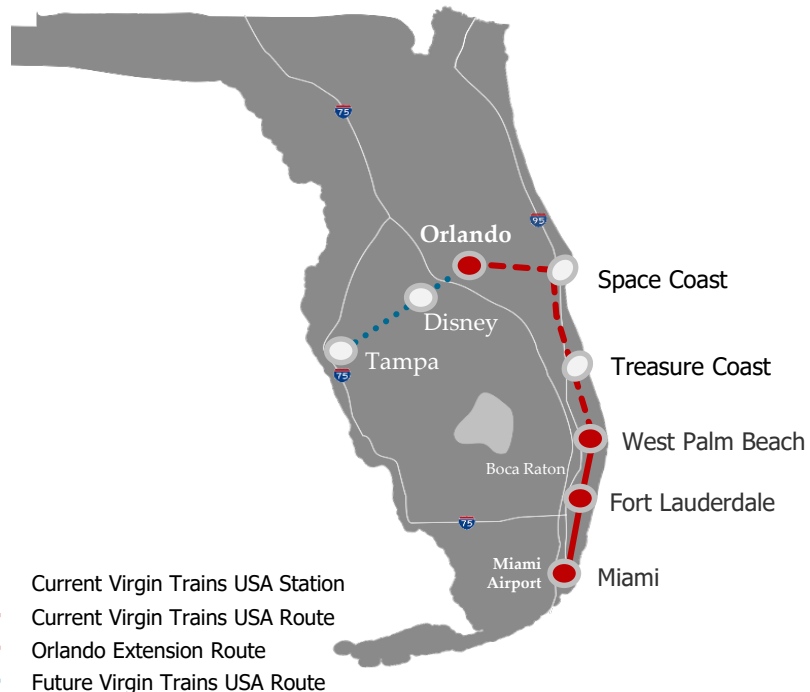 75
95
Orlando
Space Coast
Disney
Tampa
75
Treasure Coast
West Palm Beach
Boca Raton
Fort Lauderdale
75
Miami
Airport
Miami
Current Virgin Trains USA Station
Current Virgin Trains USA Route
Orlando Extension Route
Future Virgin Trains USA Route